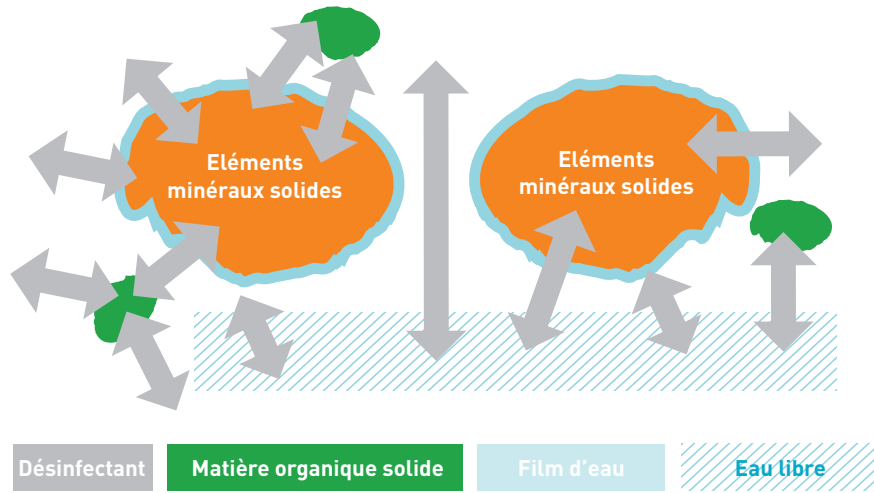 Eléments
minéraux solides
Eléments
minéraux solides
Désinfectant
Matière organique solide
Film d'eau
Eau libre